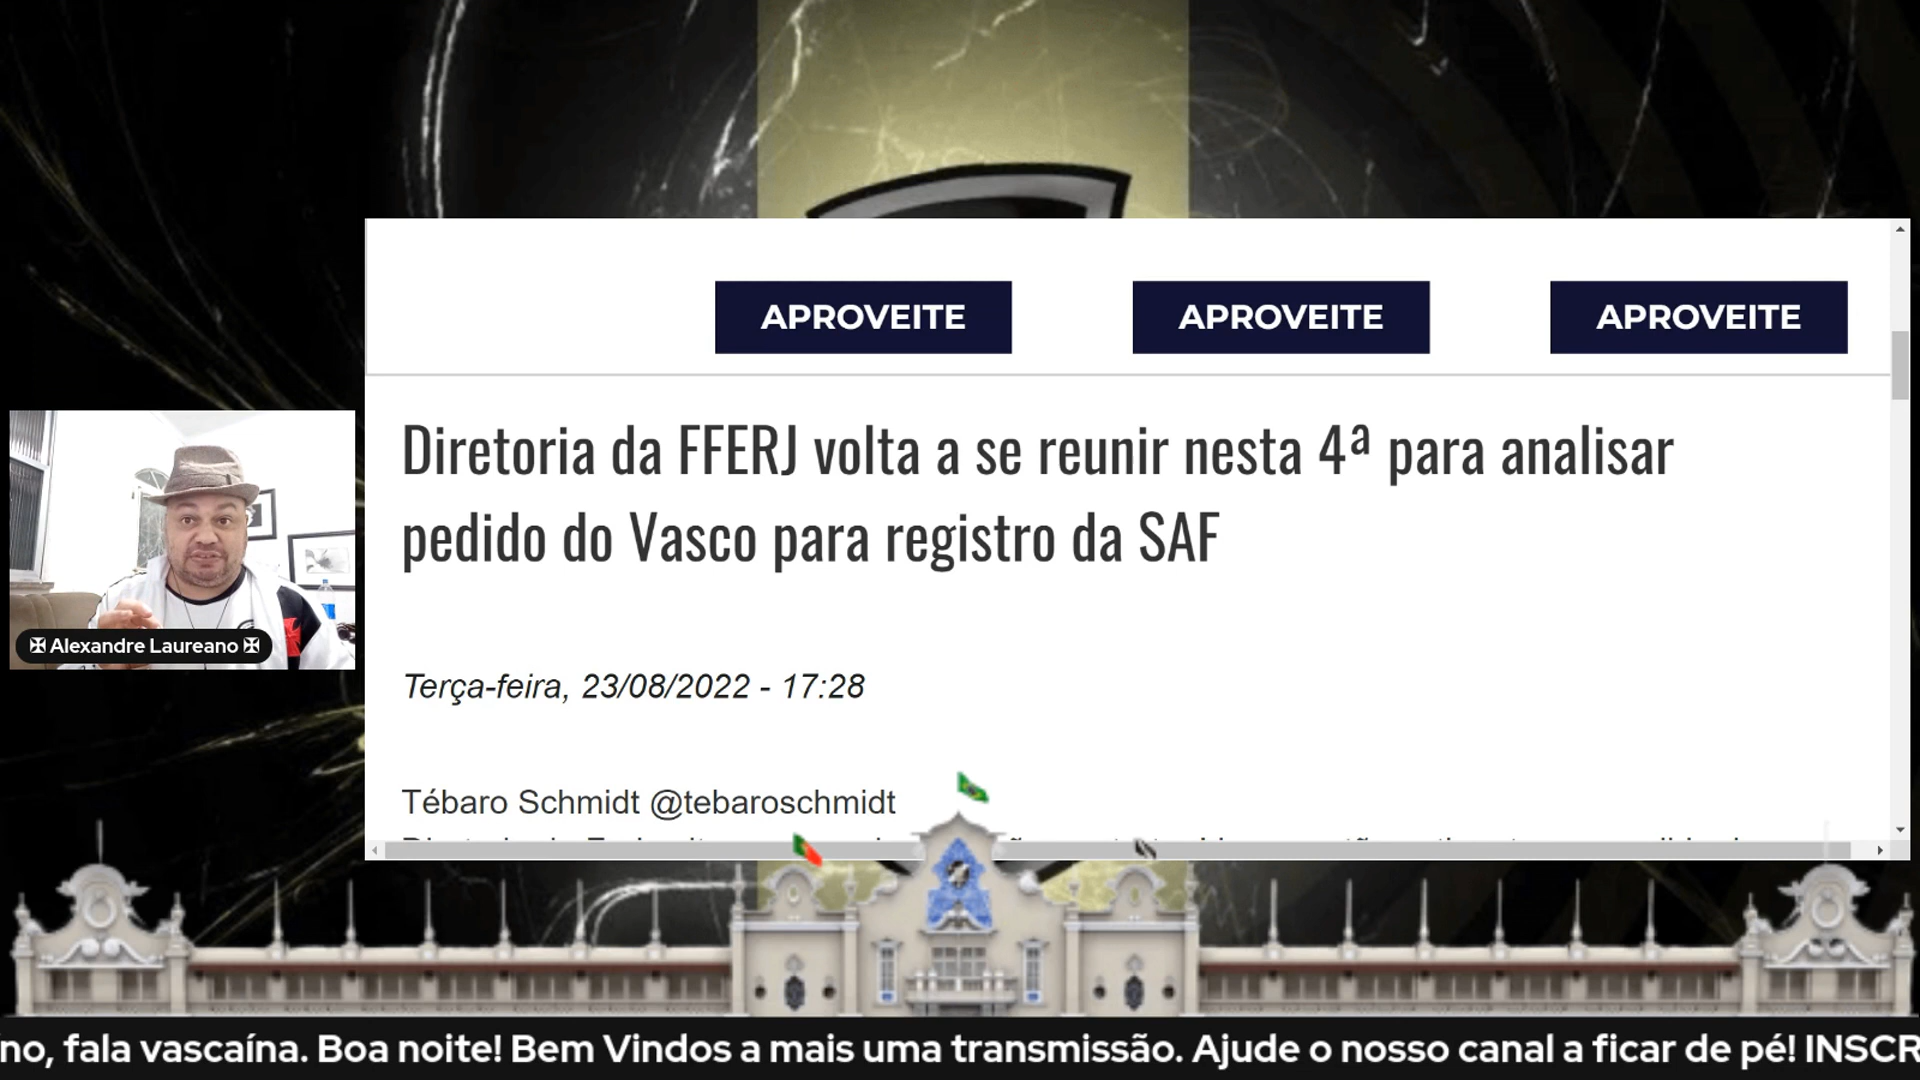 APROVEITE
APROVEITE
APROVEITE
Diretoria da FFERJ volta a se reunir nesta 4ª para analisar
pedido do Vasco para registro da SAF
✠ Alexandre Laureano ✠
Terça-feira, 23/08/2022 - 17:28
Tébaro Schmidt @tebaroschmidt
no, fala vascaína. Boa noite! Bem Vindos a mais uma transmissão. Ajude o nosso canal a ficar de pé! INSCR